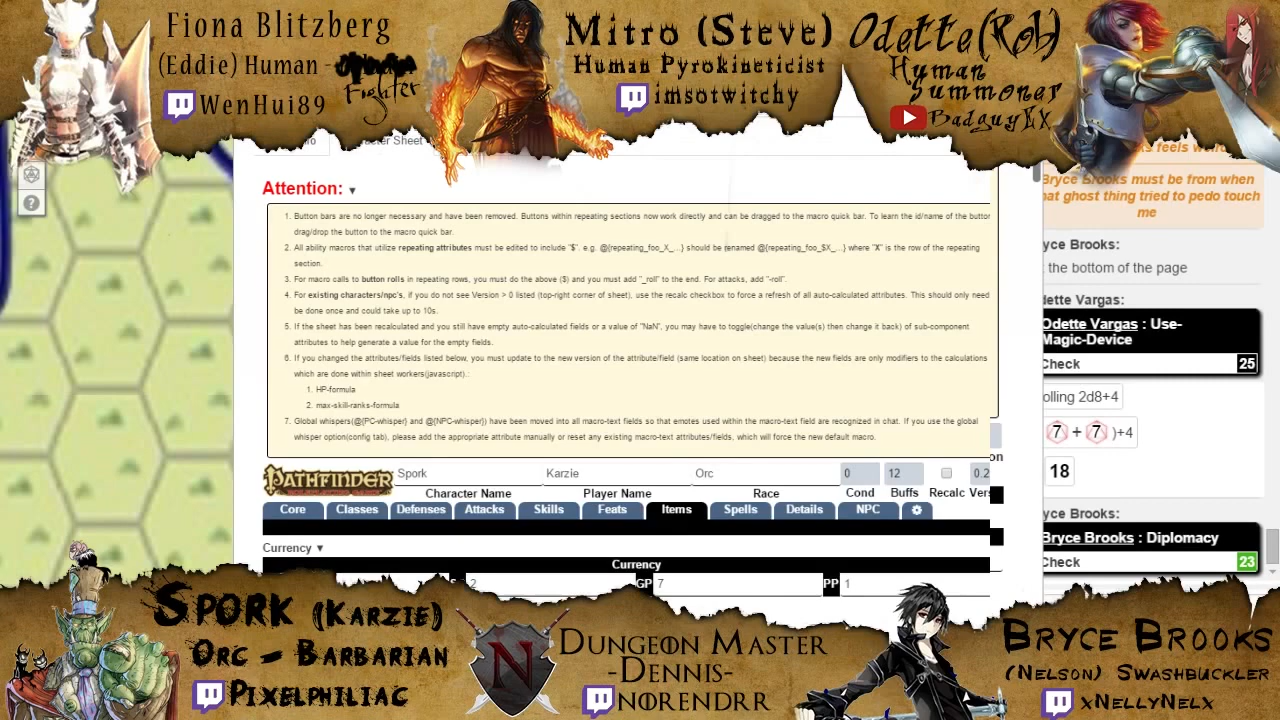 Fiona Blitzberg
(Eddie) Human -
Fighter
WenHui89
Mitro (Steve)
Human Pyrokineticist
imsotwitchy
Odette(Rob)
Human
Summoner
BadguyEX
Character Sheet
Attention: ▼
1. Button bars are no longer necessary and have been removed. Buttons within repeating sections now work directly and can be dragged to the macro quick bar. To learn the id/name of the button
drag/drop the button to the macro quick bar.
2. All ability macros that utilize repeating attributes must be edited to include "$". e.g. @{repeating_foo_X_...} should be renamed @{repeating_foo_$X_...} where "X" is the row of the repeating
section.
3. For macro calls to button rolls in repeating rows, you must do the above ($) and you must add "_roll" to the end. For attacks, add "-roll".
4. For existing characters/npc's, if you do not see Version > 0 listed (top-right corner of sheet), use the recalc checkbox to force a refresh of all auto-calculated attributes. This should only need
be done once and could take up to 10s.
5. If the sheet has been recalculated and you still have empty auto-calculated fields or a value of "NaN", you may have to toggle(change the value(s) then change it back) of sub-component
attributes to help generate a value for the empty fields.
6. If you changed the attributes/fields listed below, you must update to the new version of the attribute/field (same location on sheet) because the new fields are only modifiers to the calculations
which are done within sheet workers(javascript).:
1. HP-formula
2. max-skill-ranks-formula
7. Global whispers(@{PC-whisper} and @{NPC-whisper}) have been moved into all macro-text fields so that emotes used within the macro-text field are recognized in chat. If you use the global
whisper option(config tab), please add the appropriate attribute manually or reset any existing macro-text attributes/fields, which will force the new default macro.
PATHFINDER Spork Karzie Orc 0 12 0.2
Character Name Player Name Race Cond Buffs Recalc Vers
Core Classes Defenses Attacks Skills Feats Items Spells Details NPC
Currency ▼
Currency
2 GP 7 PP 1
feels
Bryce Brooks must be from when
hat ghost thing tried to pedo touch
me
yce Brooks:
the bottom of the page
dette Vargas:
Odette Vargas : Use-
Magic-Device
Check 25
olling 2d8+4
7 + 7 )+4
18
yce Brooks:
Bryce Brooks : Diplomacy
Check 23
Spork (Karzie)
Orc - Barbarian
Pixelphiliac
N
Dungeon Master
-Dennis-
norendrr
Bryce Brooks
(Nelson) Swashbuckler
xNellyNelx